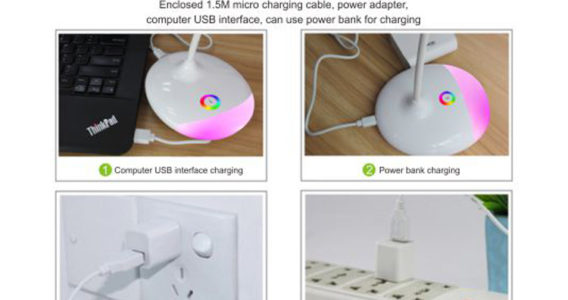 Enclosed 1.5M micro charging cable, power adapter,
computer USB interface, can use power bank for charging
ThinkPad
1 Computer USB interface charging
2 Power bank charging